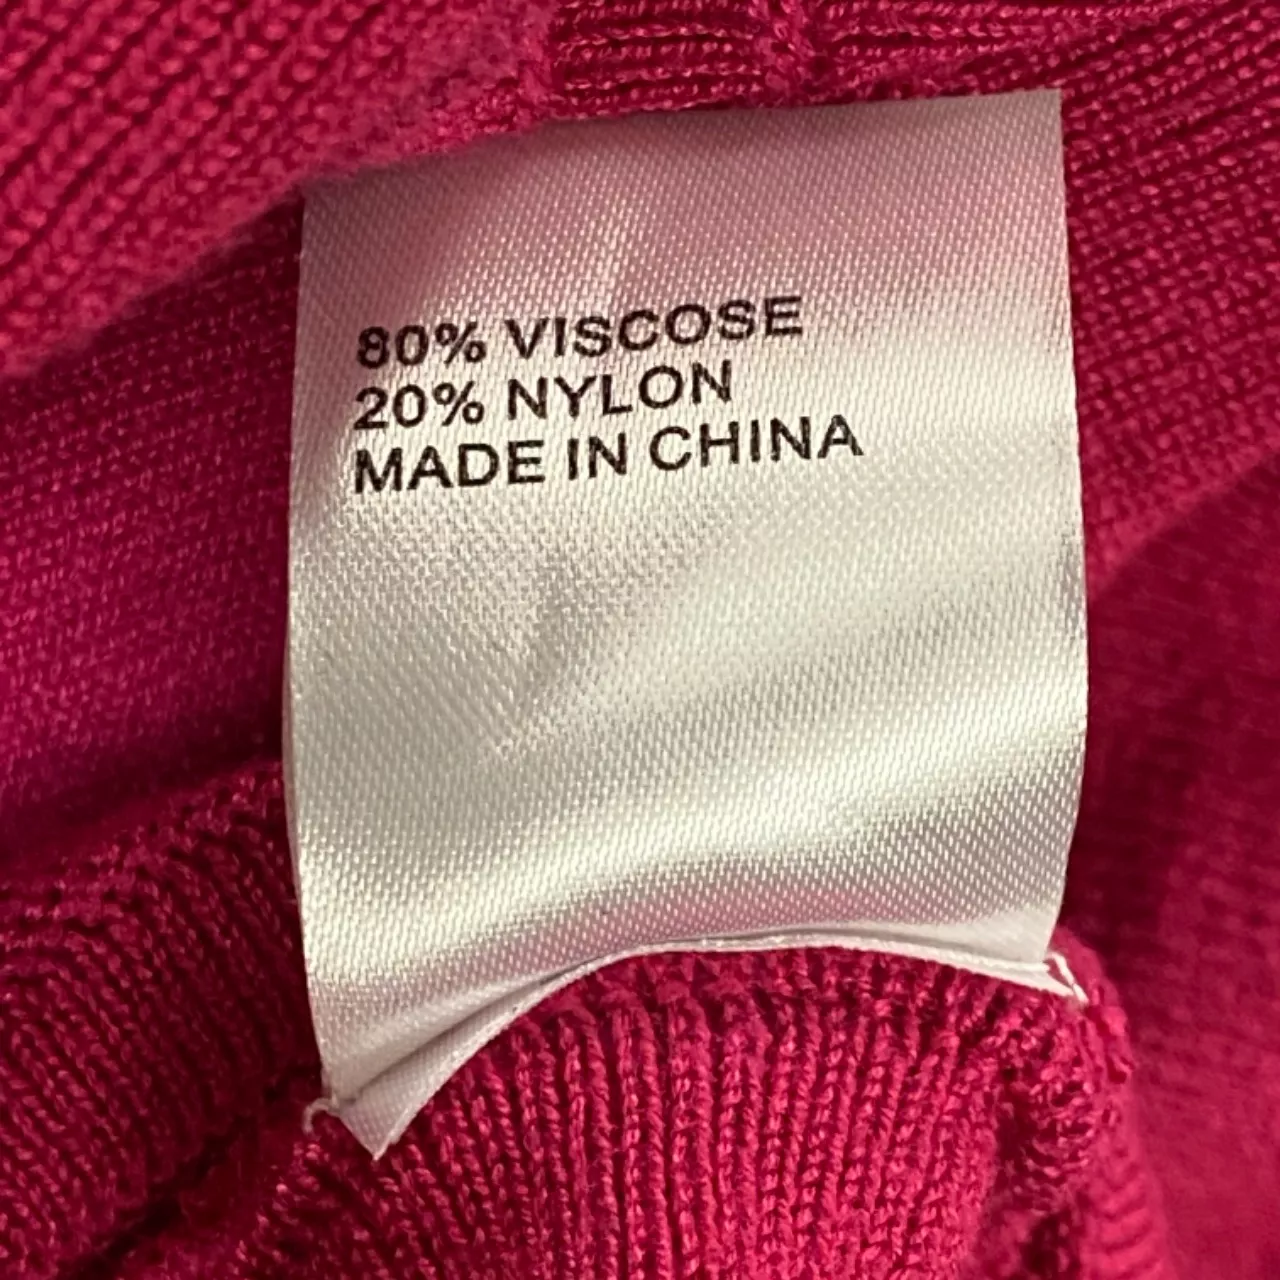 80% VISCOSE
20% NYLON
MADE IN CHINA